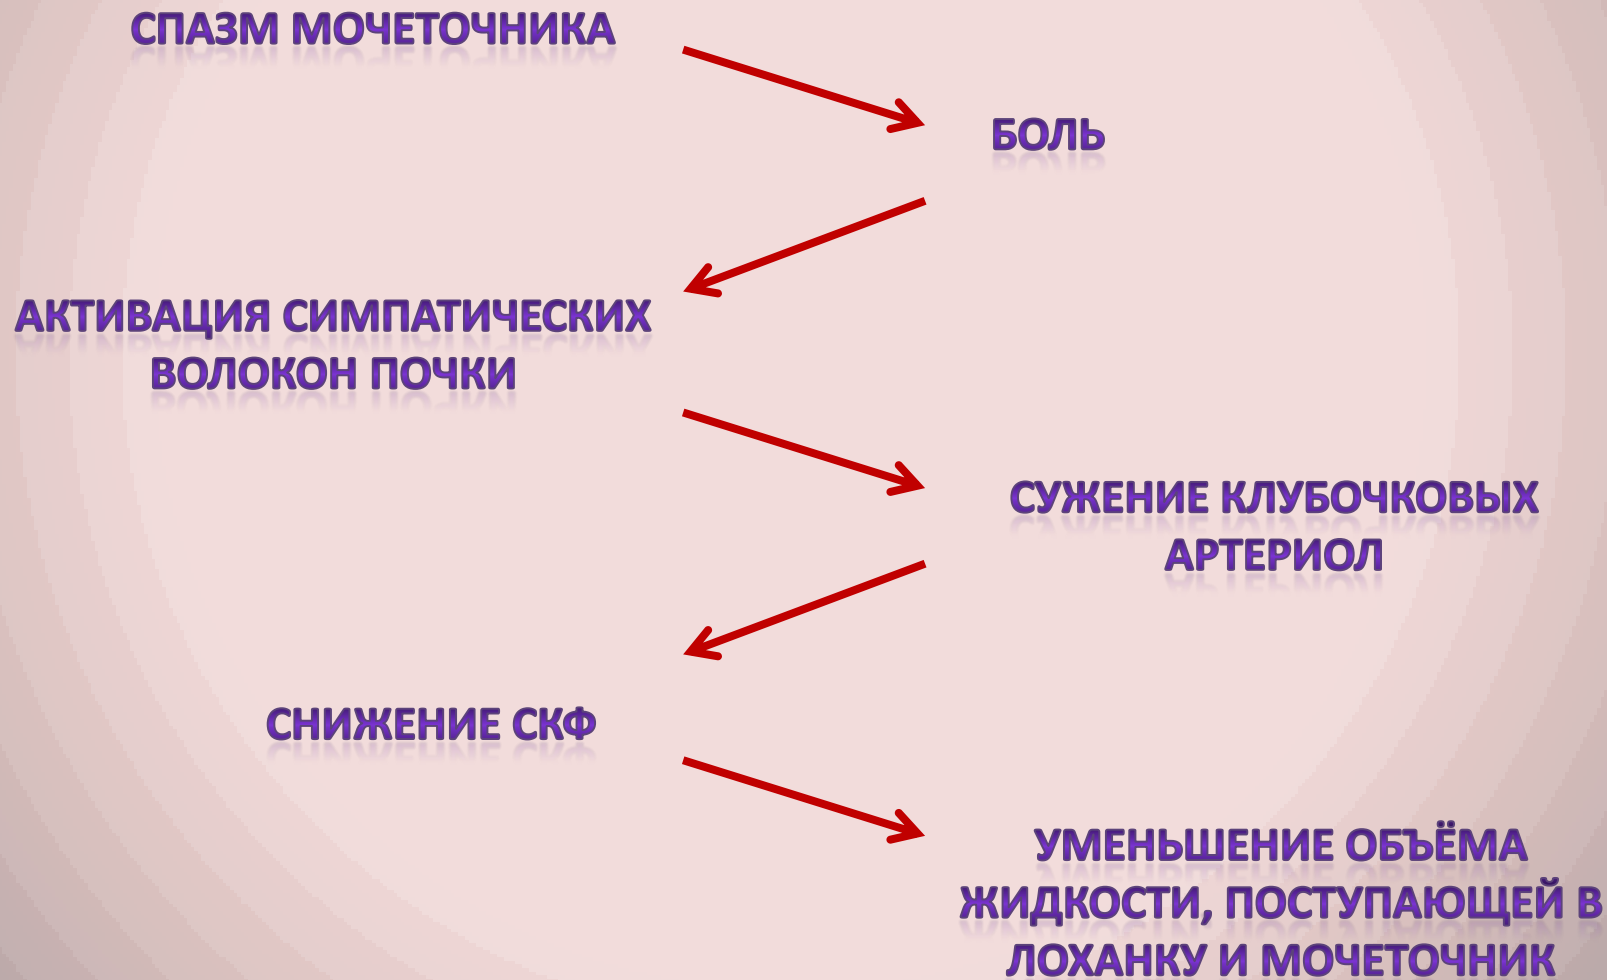 СПАЗМ МОЧЕТОЧНИКА
БОЛЬ
АКТИВАЦИЯ СИМПАТИЧЕСКИХ
ВОЛОКОН ПОЧКИ
СУЖЕНИЕ КЛУБОЧКОВЫХ
АРТЕРИОЛ
СНИЖЕНИЕ СКФ
УМЕНЬШЕНИЕ ОБЪЁМА
ЖИДКОСТИ, ПОСТУПАЮЩЕЙ В
ЛОХАНКУ И МОЧЕТОЧНИК